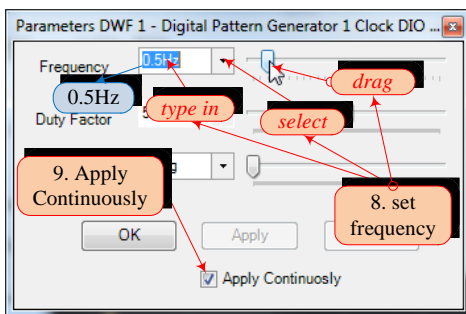 Parameters DWF 1 - Digital Pattern Generator 1 Clock DIO ...
Frequency
0.5Hz
drag
0.5Hz
type in
select
Duty Factor
5
9. Apply
Continuously
g
8. set
frequency
OK
Apply
Apply Continuosly